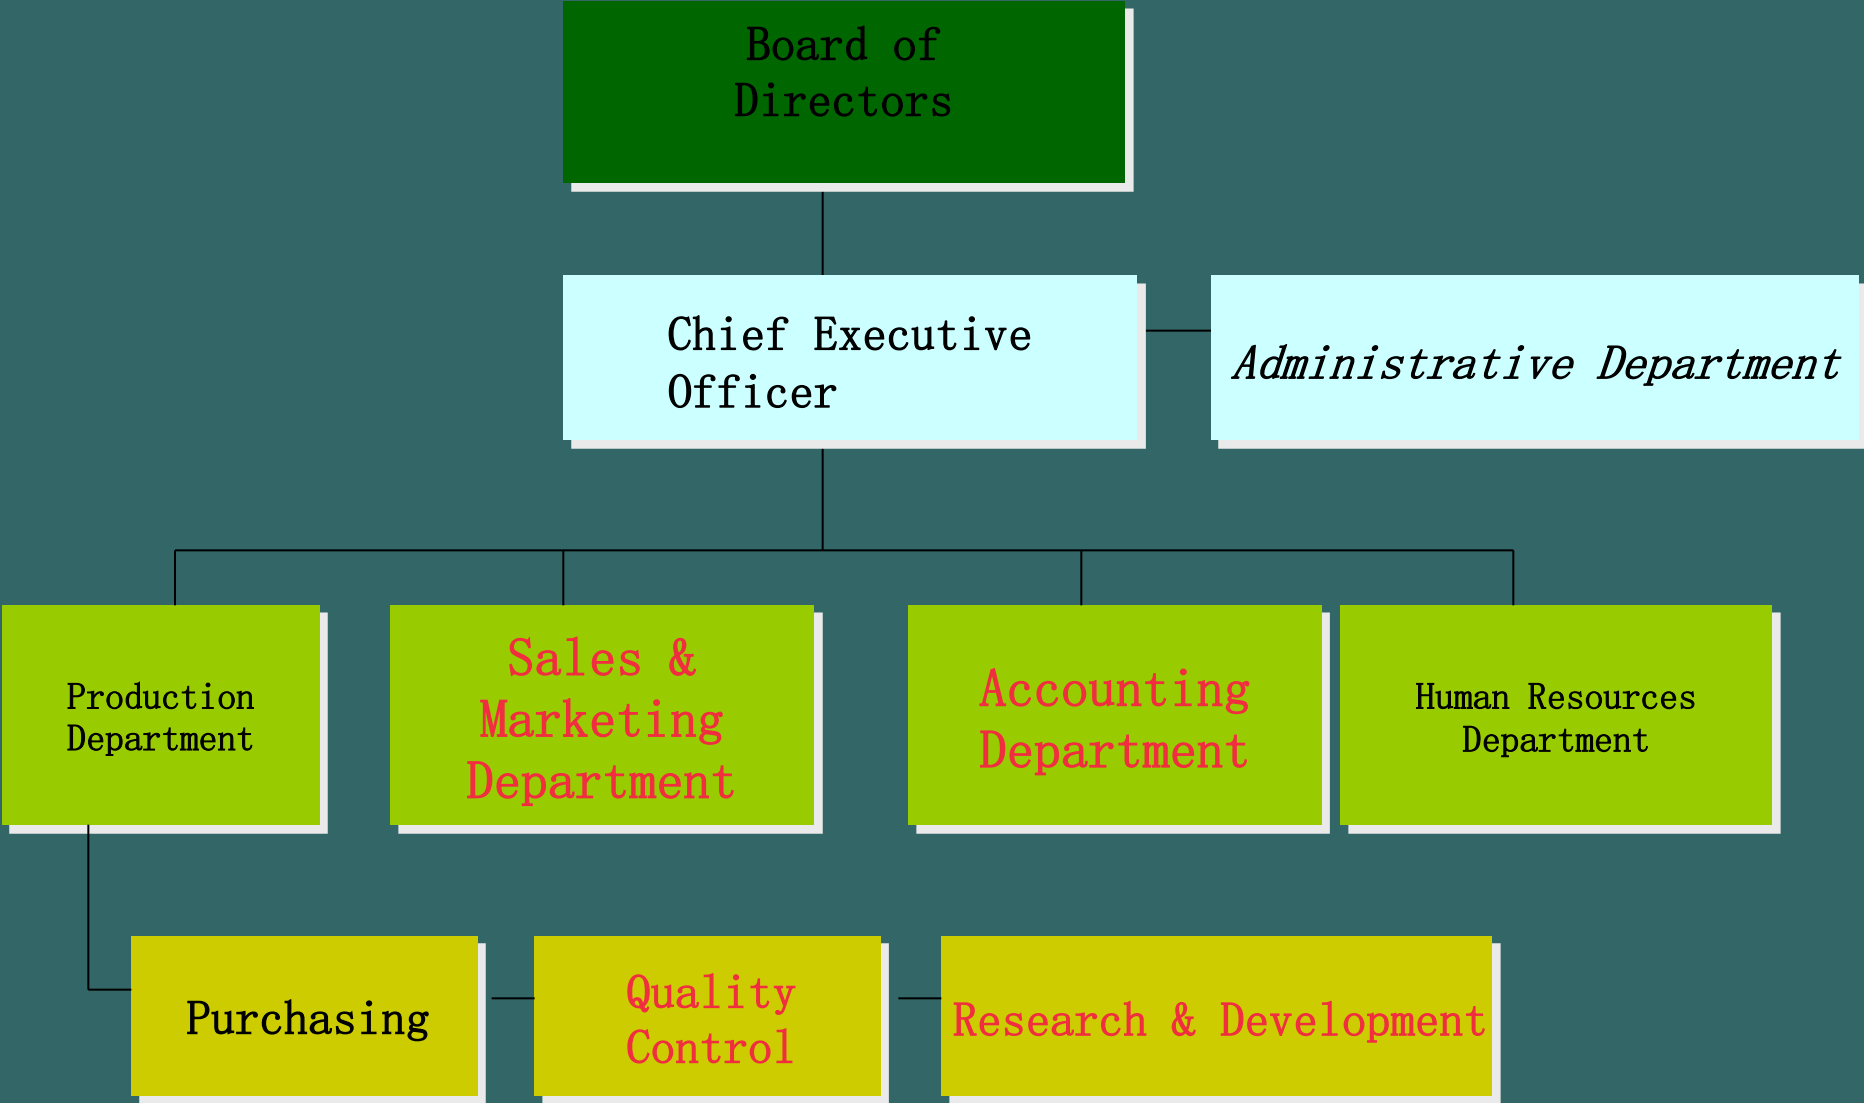 Board of
Directors
Chief Executive
Officer
Administrative Department
Production
Department
Sales &
Marketing
Department
Accounting
Department
Human Resources
Department
Purchasing
Quality
Control
Research & Development